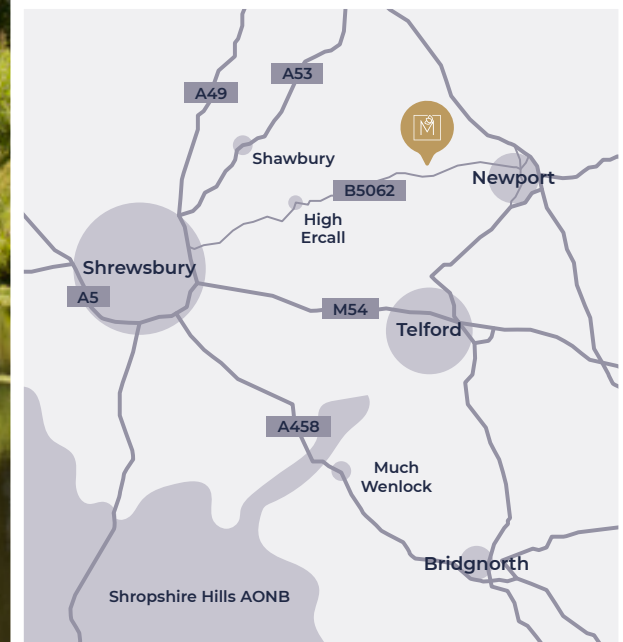 A49
A53
Shawbury
B5062
Newport
High
Ercall
Shrewsbury
A5
M54
Telford
A458
Much
Wenlock
Bridgnorth
Shropshire Hills AONB
M